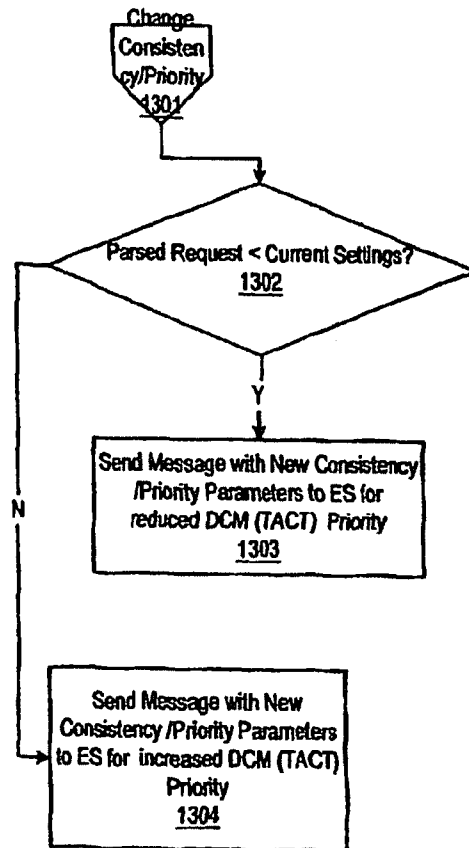 Change
Consisten
cy/Priority
1301
Parsed Request < Current Settings?
1302
Y
N
Send Message with New Consistency
/Priority Parameters to ES for
reduced DCM (TACT) Priority
1303
Send Message with New
Consistency /Priority Parameters
to ES for increased DCM (TACT)
Priority
1304